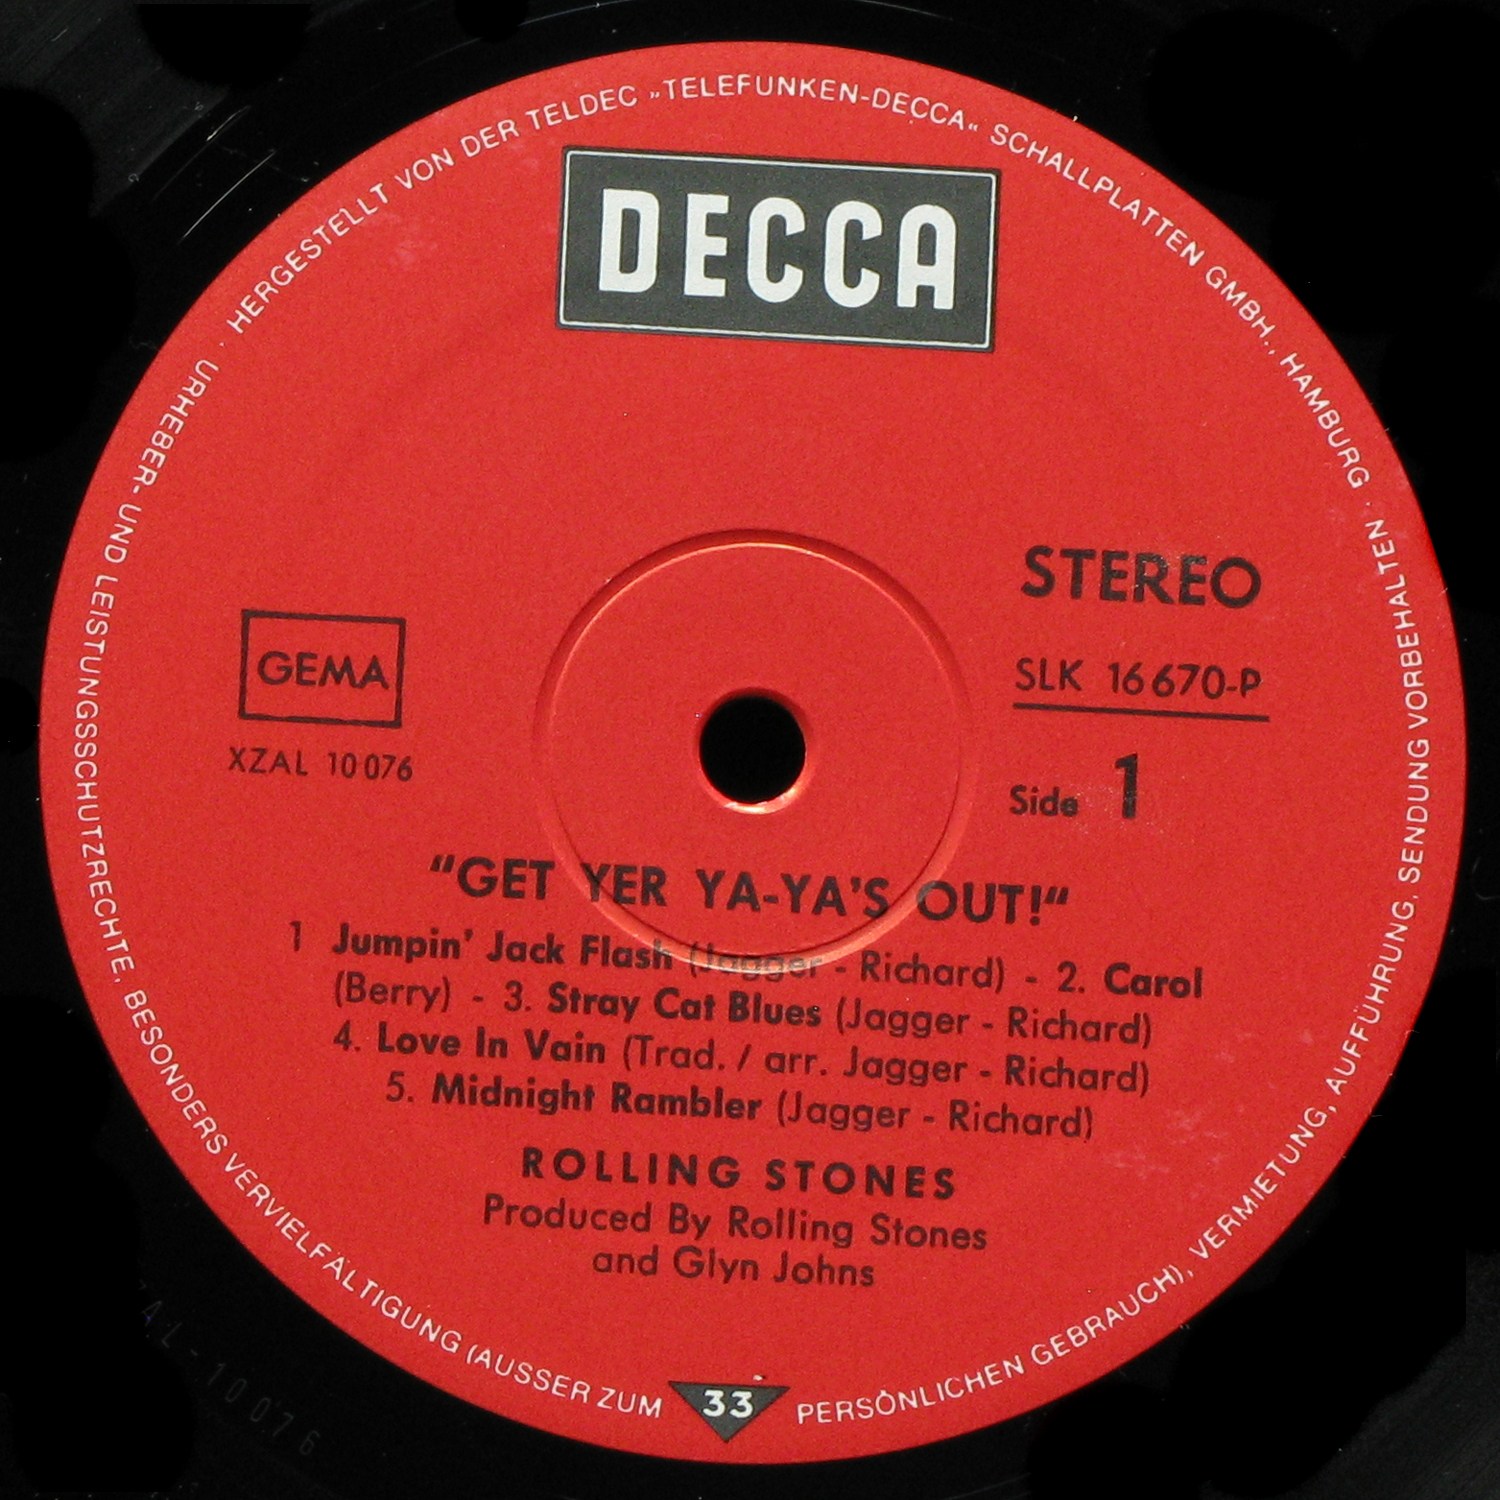 HERGESTELLT VON DER TELDEC „TELEFUNKEN-DECCA“ SCHALLPLATTEN GMBH., HAMBURG ·
URHEBER- UND LEISTUNGSSCHUTZRECHTE, BESONDERS VERVIELFÄLTIGUNG (AUSSER ZUM PERSÖNLICHEN GEBRAUCH), VERMIETUNG, AUFFÜHRUNG, SENDUNG VORBEHALTEN ·
DECCA
STEREO
GEMA
SLK 16670-P
XZAL 10076
Side 1
“GET YER YA-YA’S OUT!“
1 Jumpin' Jack Flash (Jagger - Richard) - 2. Carol
(Berry) - 3. Stray Cat Blues (Jagger - Richard)
4. Love In Vain (Trad. / arr. Jagger - Richard)
5. Midnight Rambler (Jagger - Richard)
ROLLING STONES
Produced By Rolling Stones
and Glyn Johns
33
AL-10076